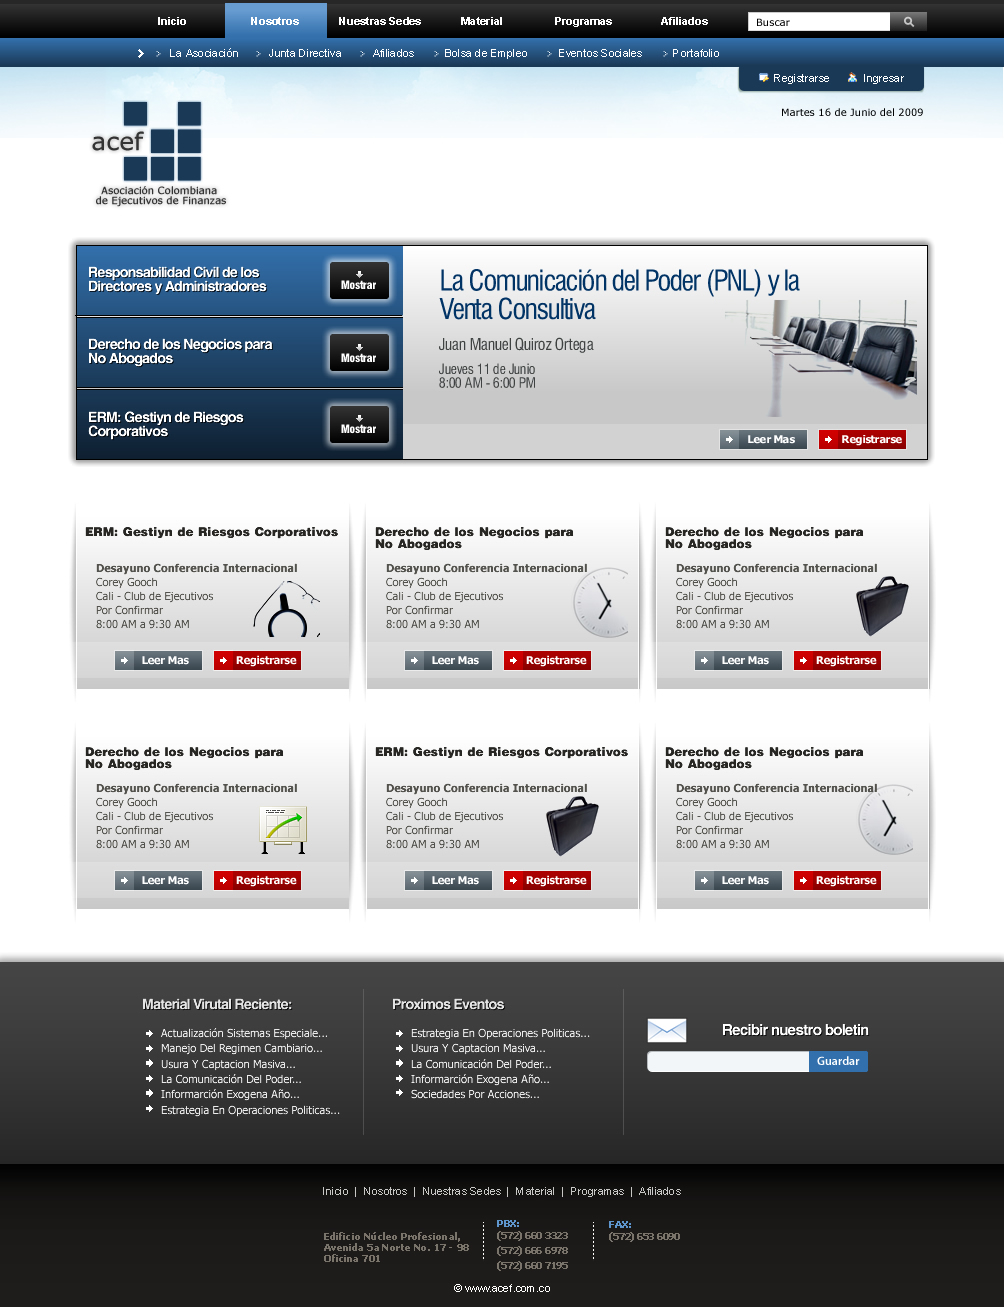 Inicio Nosotros Nuestras Sedes Material Programas Afiliados Buscar
La Asociación Junta Directiva Afiliados Bolsa de Empleo Eventos Sociales Portafolio
Registrarse Ingresar
Martes 16 de Junio del 2009
acef
Asociación Colombiana
de Ejecutivos de Finanzas
Responsabilidad Civil de los
Directores y Administradores
Mostrar
Derecho de los Negocios para
No Abogados
Mostrar
ERM: Gestiyn de Riesgos
Corporativos
Mostrar
La Comunicación del Poder (PNL) y la
Venta Consultiva
Juan Manuel Quiroz Ortega
Jueves 11 de Junio
8:00 AM - 6:00 PM
Leer Mas Registrarse
ERM: Gestiyn de Riesgos Corporativos
Desayuno Conferencia Internacional
Corey Gooch
Cali - Club de Ejecutivos
Por Confirmar
8:00 AM a 9:30 AM
Leer Mas Registrarse
Derecho de los Negocios para
No Abogados
Desayuno Conferencia Internacional
Corey Gooch
Cali - Club de Ejecutivos
Por Confirmar
8:00 AM a 9:30 AM
Leer Mas Registrarse
Derecho de los Negocios para
No Abogados
Desayuno Conferencia Internacional
Corey Gooch
Cali - Club de Ejecutivos
Por Confirmar
8:00 AM a 9:30 AM
Leer Mas Registrarse
Derecho de los Negocios para
No Abogados
Desayuno Conferencia Internacional
Corey Gooch
Cali - Club de Ejecutivos
Por Confirmar
8:00 AM a 9:30 AM
Leer Mas Registrarse
ERM: Gestiyn de Riesgos Corporativos
Desayuno Conferencia Internacional
Corey Gooch
Cali - Club de Ejecutivos
Por Confirmar
8:00 AM a 9:30 AM
Leer Mas Registrarse
Derecho de los Negocios para
No Abogados
Desayuno Conferencia Internacional
Corey Gooch
Cali - Club de Ejecutivos
Por Confirmar
8:00 AM a 9:30 AM
Leer Mas Registrarse
Material Virutal Reciente:
Actualización Sistemas Especiale...
Manejo Del Regimen Cambiario...
Usura Y Captacion Masiva...
La Comunicación Del Poder...
Informarción Exogena Año...
Estrategia En Operaciones Politicas...
Proximos Eventos
Estrategia En Operaciones Politicas...
Usura Y Captacion Masiva...
La Comunicación Del Poder...
Informarción Exogena Año...
Sociedades Por Acciones...
Recibir nuestro boletin
Guardar
Inicio | Nosotros | Nuestras Sedes | Material | Programas | Afiliados
Edificio Núcleo Profesional,
Avenida 5a Norte No. 17 - 98
Oficina 701
PBX:
(572) 660 3323
(572) 666 6978
(572) 660 7195
FAX:
(572) 653 6090
© www.acef.com.co